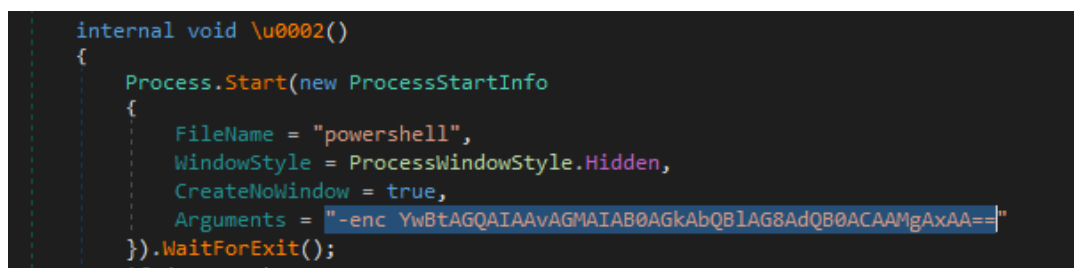 internal void \u0002()
{
Process.Start(new ProcessStartInfo
{
FileName = "powershell",
WindowStyle = ProcessWindowStyle.Hidden,
CreateNoWindow = true,
Arguments = "-enc YwBtAGQAIAAvAGMAIAB0AGkAbQBlAG8AdQB0ACAAMgAxAA=="
}).WaitForExit();